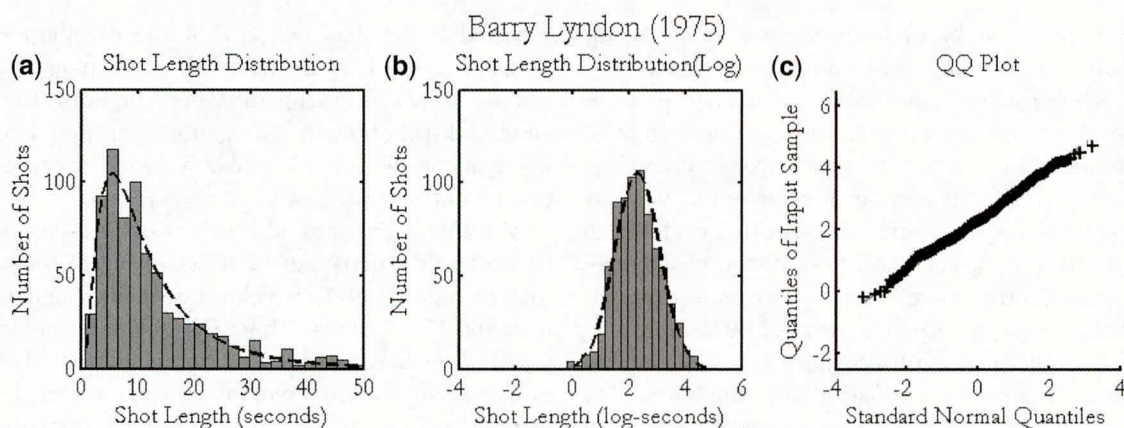 Barry Lyndon (1975)
(a) Shot Length Distribution
150
100
50
0
Number of Shots
0 10 20 30 40 50
Shot Length (seconds)
(b) Shot Length Distribution(Log)
150
100
50
0
Number of Shots
-4 -2 0 2 4 6
Shot Length (log-seconds)
(c) QQ Plot
6
4
2
0
-2
Quantiles of Input Sample
-4 -2 0 2 4
Standard Normal Quantiles